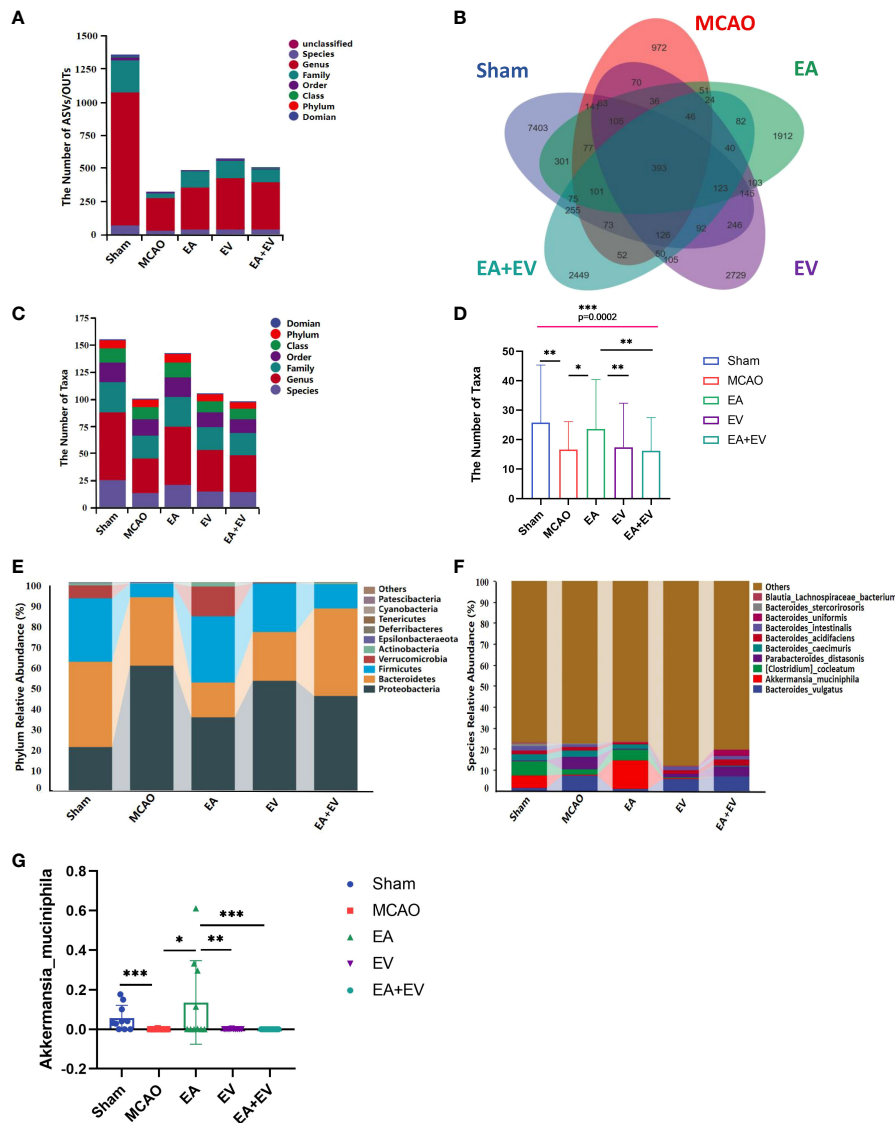 A
The Number of ASVs/OUTs
1500
1250
1000
750
500
250
0
Sham
MCAO
EA
EV
EA+EV
unclassified
Species
Genus
Family
Order
Class
Phylum
Domian
B
MCAO
Sham
EA
EA+EV
EV
972
70
51
24
141
63
36
7403
105
46
82
1912
77
40
301
393
103
145
101
123
75
255
73
126
92
246
52
50
105
2449
2729
C
The Number of Taxa
175
150
125
100
75
50
25
0
Sham
MCAO
EA
EV
EA+EV
Domian
Phylum
Class
Order
Family
Genus
Species
D
***
p=0.0002
**
**
*
**
The Number of Taxa
50
40
30
20
10
0
Sham
MCAO
EA
EV
EA+EV
Sham
MCAO
EA
EV
EA+EV
E
Phylum Relative Abundance (%)
100
90
80
70
60
50
40
30
20
10
0
Sham
MCAO
EA
EV
EA+EV
Others
Patescibacteria
Cyanobacteria
Tenericutes
Deferribacteres
Epsilonbacteraeota
Actinobacteria
Verrucomicrobia
Firmicutes
Bacteroidetes
Proteobacteria
F
Species Relative Abundance (%)
100
90
80
70
60
50
40
30
20
10
0
Sham
MCAO
EA
EV
EA+EV
Others
Blautia_Lachnospiraceae_bacterium
Bacteroides_stercorirosoris
Bacteroides_uniformis
Bacteroides_intestinalis
Bacteroides_acidifaciens
Bacteroides_caecimuris
Parabacteroides_distasonis
[Clostridium]_cocleatum
Akkermansia_muciniphila
Bacteroides_vulgatus
G
Akkermansia_muciniphila
0.8
0.6
0.4
0.2
0.0
-0.2
***
*
**
***
Sham
MCAO
EA
EV
EA+EV
Sham
MCAO
EA
EV
EA+EV